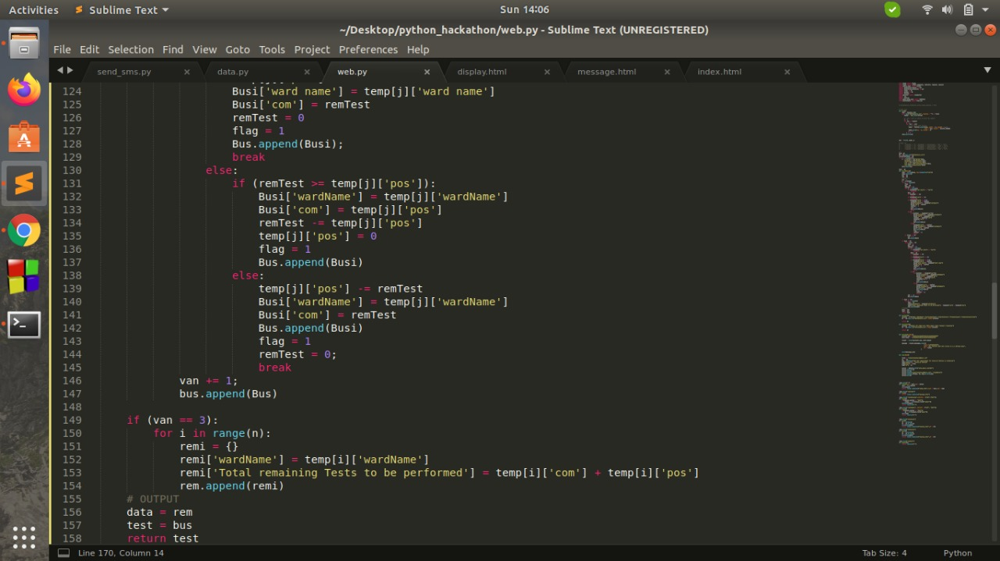 Activities Sublime Text Sun 14:06
~/Desktop/python_hackathon/web.py - Sublime Text (UNREGISTERED)
File Edit Selection Find View Goto Tools Project Preferences Help
send_sms.py × data.py × web.py × display.html × message.html × index.html ×
124 Busi['ward name'] = temp[j]['ward name']
125 Busi['com'] = remTest
126 remTest = 0
127 flag = 1
128 Bus.append(Busi);
129 break
130 else:
131 if (remTest >= temp[j]['pos']):
132 Busi['wardName'] = temp[j]['wardName']
133 Busi['com'] = temp[j]['pos']
134 remTest -= temp[j]['pos']
135 temp[j]['pos'] = 0
136 flag = 1
137 Bus.append(Busi)
138 else:
139 temp[j]['pos'] -= remTest
140 Busi['wardName'] = temp[j]['wardName']
141 Busi['com'] = remTest
142 Bus.append(Busi)
143 flag = 1
144 remTest = 0;
145 break
146 van += 1;
147 bus.append(Bus)
148
149 if (van == 3):
150 for i in range(n):
151 remi = {}
152 remi['wardName'] = temp[i]['wardName']
153 remi['Total remaining Tests to be performed'] = temp[i]['com'] + temp[i]['pos']
154 rem.append(remi)
155 # OUTPUT
156 data = rem
157 test = bus
158 return test
Line 170, Column 14 Tab Size: 4 Python